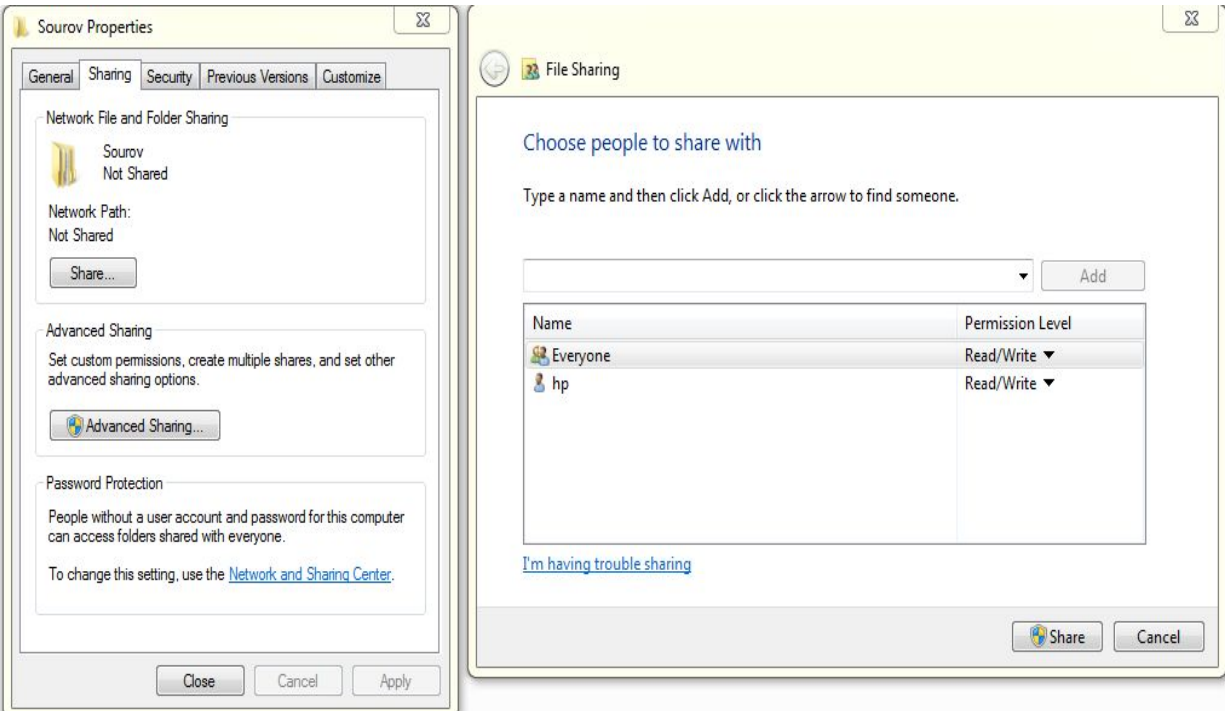 Sourov Properties
General Sharing Security Previous Versions Customize
Network File and Folder Sharing
Sourov
Not Shared
Network Path:
Not Shared
Share...
Advanced Sharing
Set custom permissions, create multiple shares, and set other
advanced sharing options.
Advanced Sharing...
Password Protection
People without a user account and password for this computer
can access folders shared with everyone.
To change this setting, use the Network and Sharing Center.
Close Cancel Apply
File Sharing
Choose people to share with
Type a name and then click Add, or click the arrow to find someone.
Add
Name Permission Level
Everyone Read/Write
hp Read/Write
I'm having trouble sharing
Share Cancel